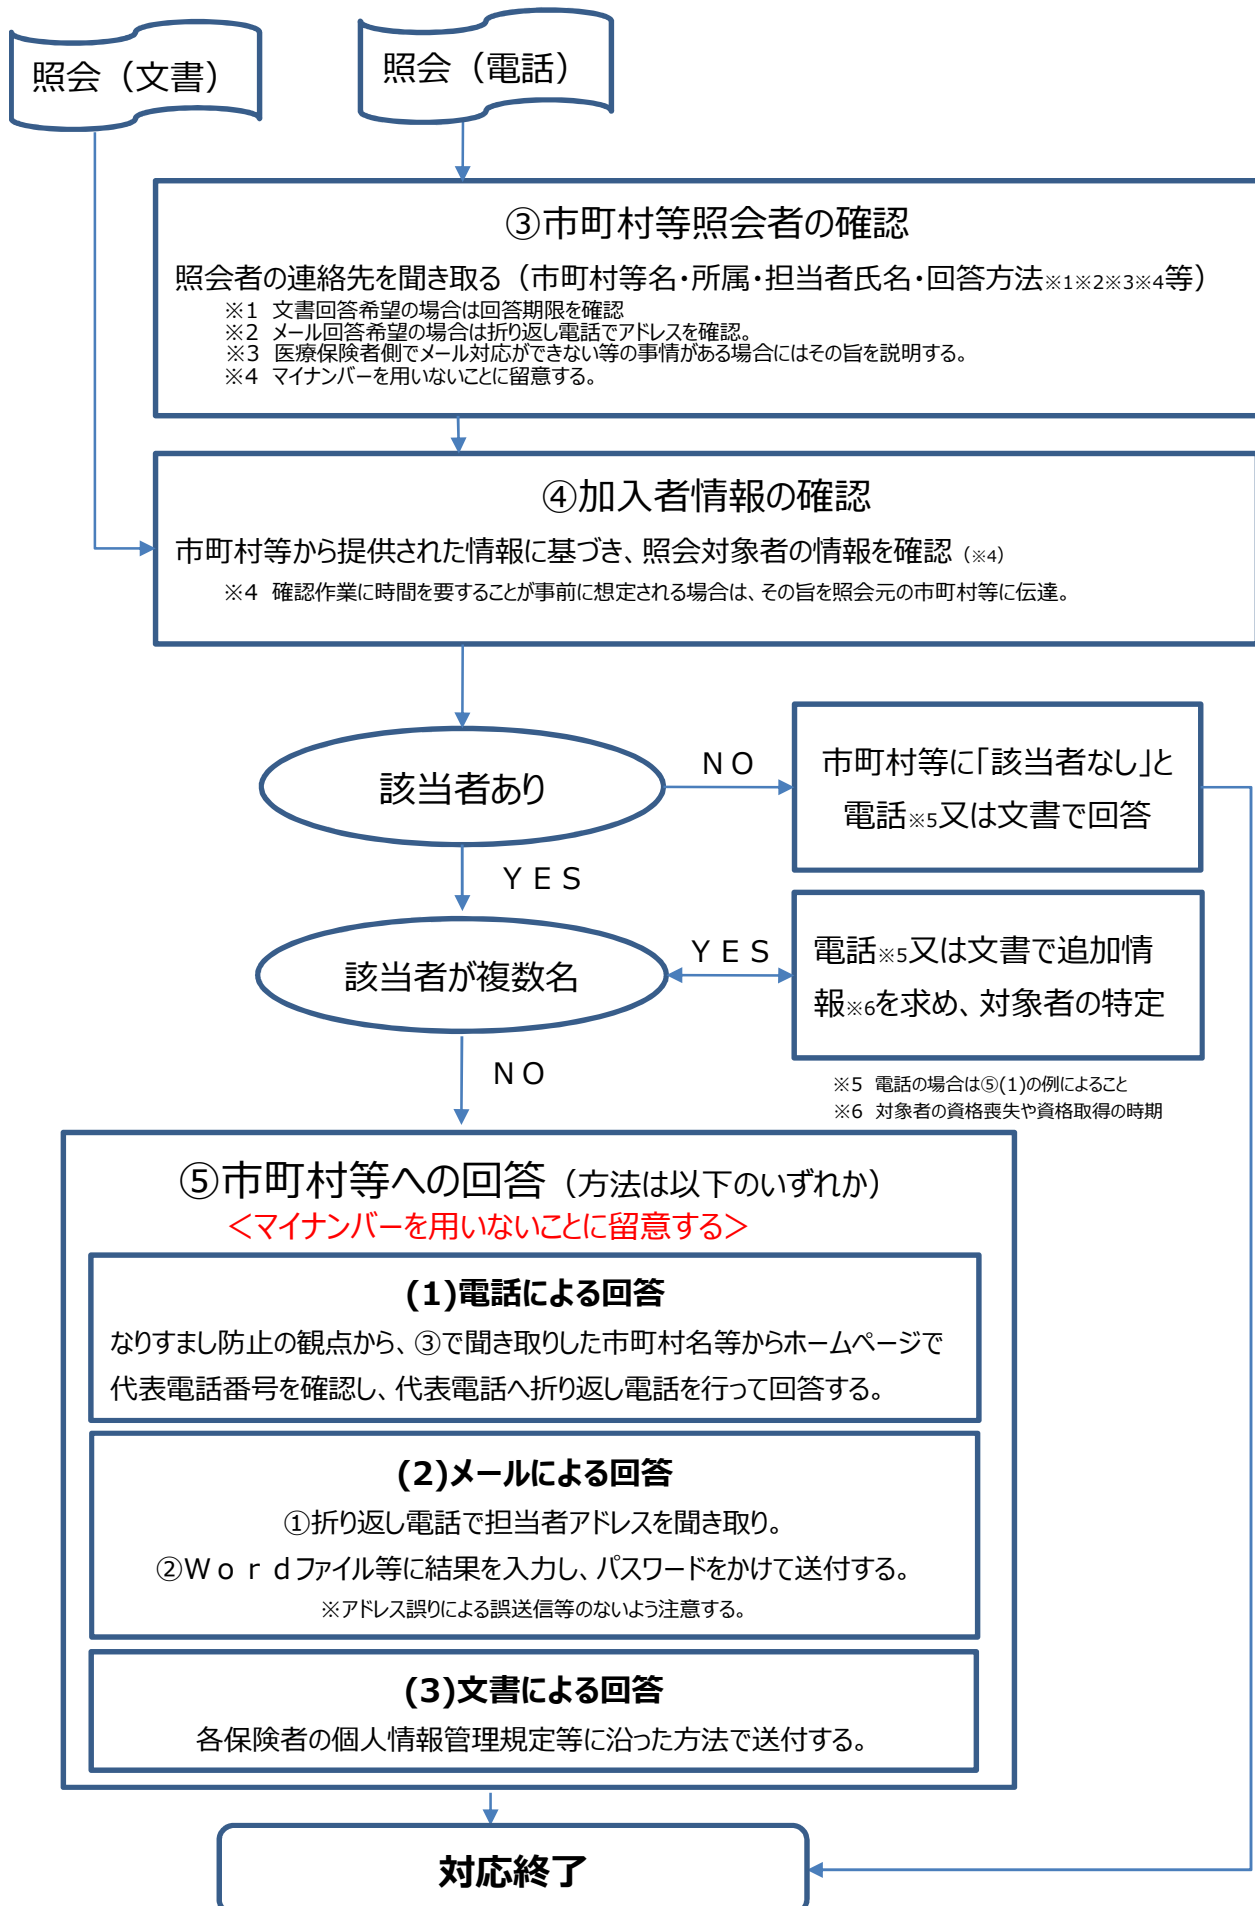 照会（文書）
照会（電話）
③市町村等照会者の確認
照会者の連絡先を聞き取る（市町村等名・所属・担当者氏名・回答方法※1※2※3※4等）
※1　文書回答希望の場合は回答期限を確認
※2　メール回答希望の場合は折り返し電話でアドレスを確認。
※3　医療保険者側でメール対応ができない等の事情がある場合にはその旨を説明する。
※4　マイナンバーを用いないことに留意する。
④加入者情報の確認
市町村等から提供された情報に基づき、照会対象者の情報を確認（※4）
※4　確認作業に時間を要することが事前に想定される場合は、その旨を照会元の市町村等に伝達。
該当者あり
ＮＯ
市町村等に「該当者なし」と
電話※5又は文書で回答
ＹＥＳ
該当者が複数名
ＹＥＳ
電話※5又は文書で追加情
報※6を求め、対象者の特定
ＮＯ
※5　電話の場合は⑤(1)の例によること
※6　対象者の資格喪失や資格取得の時期
⑤市町村等への回答（方法は以下のいずれか）
＜マイナンバーを用いないことに留意する＞
(1)電話による回答
なりすまし防止の観点から、③で聞き取りした市町村名等からホームページで
代表電話番号を確認し、代表電話へ折り返し電話を行って回答する。
(2)メールによる回答
①折り返し電話で担当者アドレスを聞き取り。
②Ｗｏｒｄファイル等に結果を入力し、パスワードをかけて送付する。
※アドレス誤りによる誤送信等のないよう注意する。
(3)文書による回答
各保険者の個人情報管理規定等に沿った方法で送付する。
対応終了